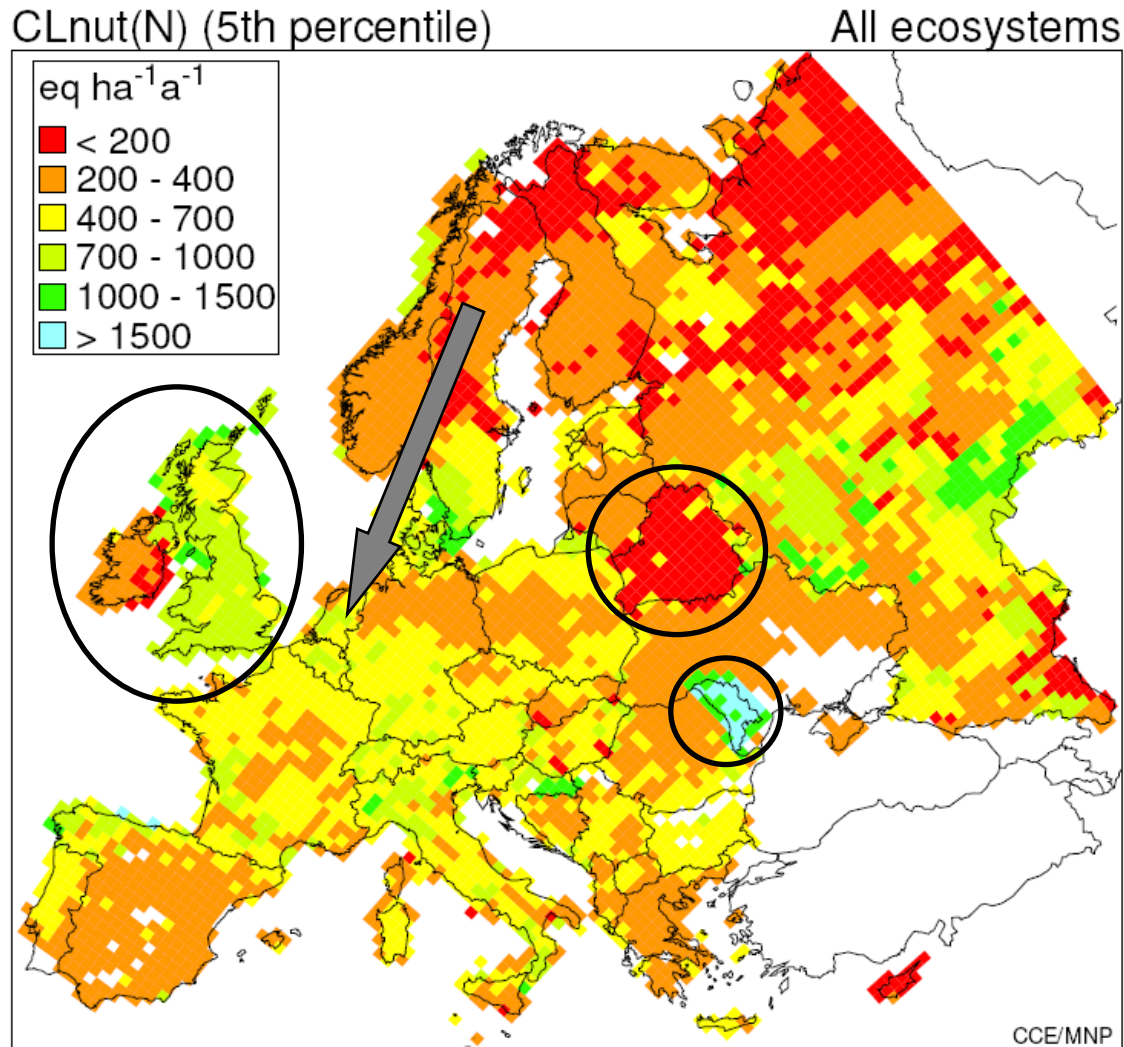 CLnut(N) (5th percentile) All ecosystems
eq ha⁻¹a⁻¹
< 200
200 - 400
400 - 700
700 - 1000
1000 - 1500
> 1500
CCE/MNP